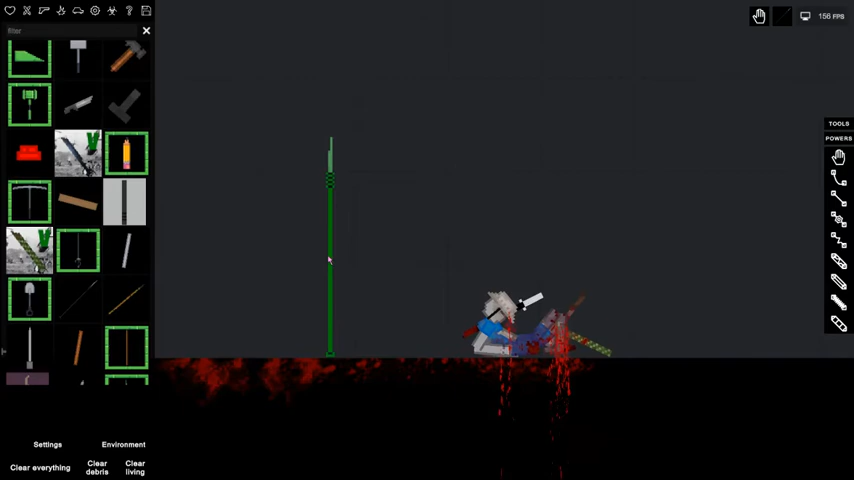 156 FPS
filter
TOOLS
POWERS
Settings
Environment
Clear everything
Clear debris
Clear living